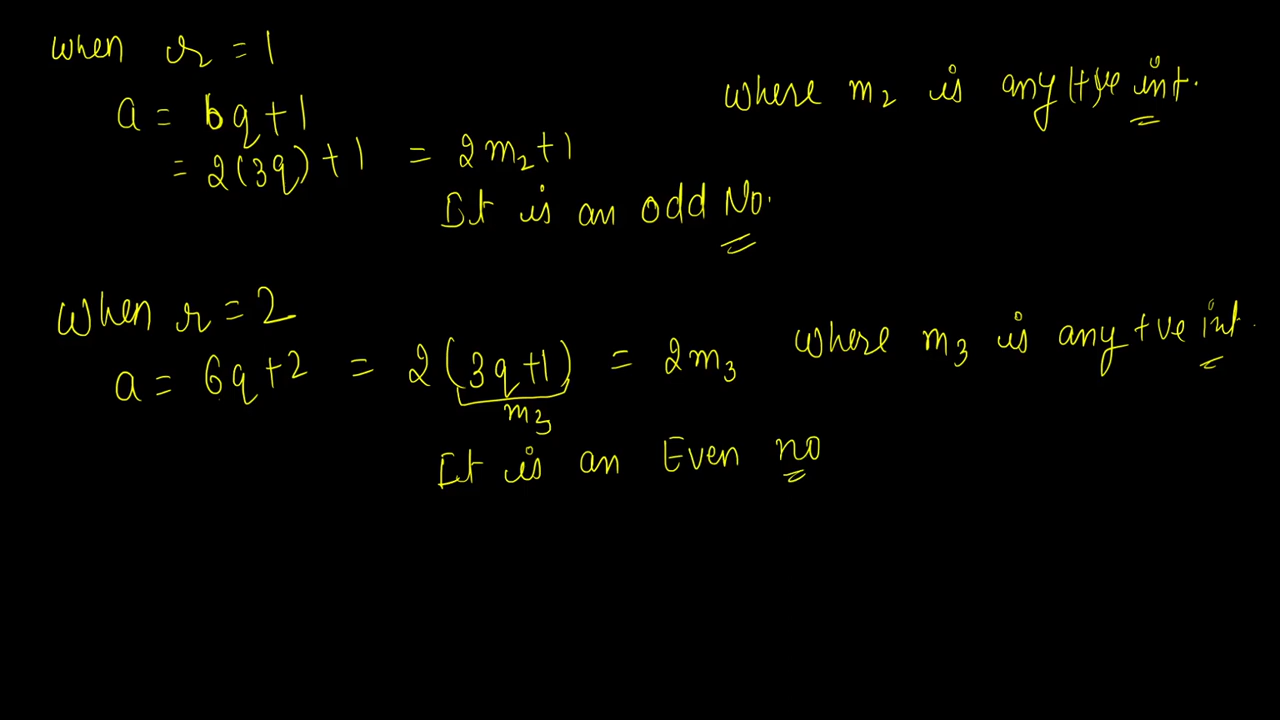 when r = 1
a = 6q + 1
where m₂ is any (+)ve int.
= 2(3q) + 1 = 2m₂ + 1
It is an odd No.
When r = 2
a = 6q + 2 = 2(3q + 1) = 2m₃ where m₃ is any +ve int.
m₃
It is an Even no